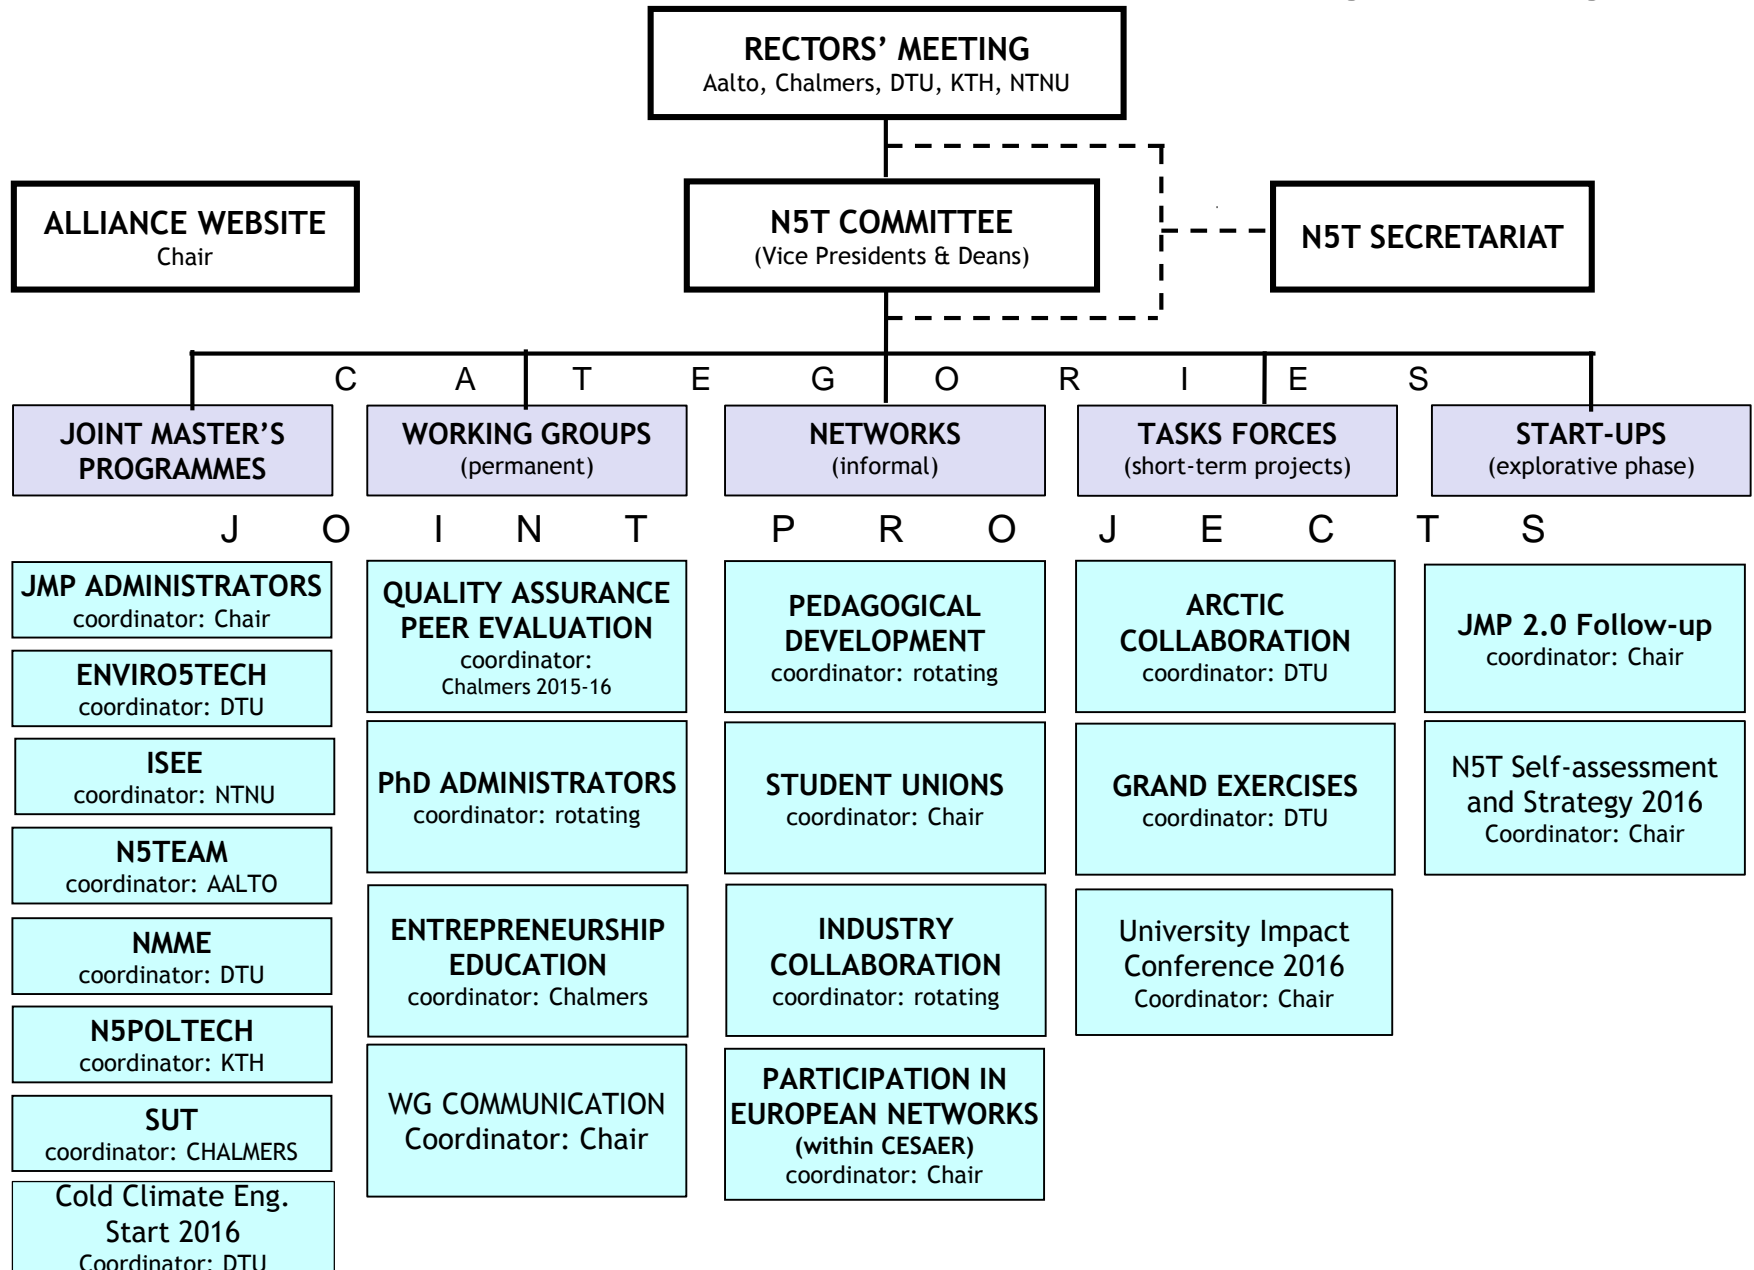 RECTORS’ MEETING
Aalto, Chalmers, DTU, KTH, NTNU
ALLIANCE WEBSITE
Chair
N5T COMMITTEE
(Vice Presidents & Deans)
N5T SECRETARIAT
C A T E G O R I E S
JOINT MASTER’S
PROGRAMMES
WORKING GROUPS
(permanent)
NETWORKS
(informal)
TASKS FORCES
(short-term projects)
START-UPS
(explorative phase)
J O I N T P R O J E C T S
JMP ADMINISTRATORS
coordinator: Chair
ENVIRO5TECH
coordinator: DTU
ISEE
coordinator: NTNU
N5TEAM
coordinator: AALTO
NMME
coordinator: DTU
N5POLTECH
coordinator: KTH
SUT
coordinator: CHALMERS
Cold Climate Eng.
Start 2016
Coordinator: DTU
QUALITY ASSURANCE
PEER EVALUATION
coordinator:
Chalmers 2015-16
PhD ADMINISTRATORS
coordinator: rotating
ENTREPRENEURSHIP
EDUCATION
coordinator: Chalmers
WG COMMUNICATION
Coordinator: Chair
PEDAGOGICAL
DEVELOPMENT
coordinator: rotating
STUDENT UNIONS
coordinator: Chair
INDUSTRY
COLLABORATION
coordinator: rotating
PARTICIPATION IN
EUROPEAN NETWORKS
(within CESAER)
coordinator: Chair
ARCTIC
COLLABORATION
coordinator: DTU
GRAND EXERCISES
coordinator: DTU
University Impact
Conference 2016
Coordinator: Chair
JMP 2.0 Follow-up
coordinator: Chair
N5T Self-assessment
and Strategy 2016
Coordinator: Chair